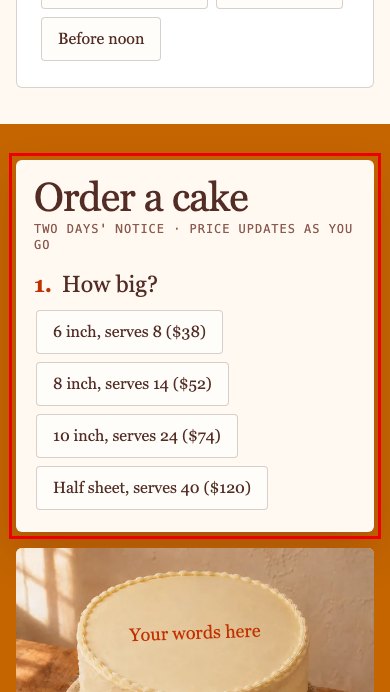 Before noon
Order a cake
TWO DAYS' NOTICE · PRICE UPDATES AS YOU
GO
1. How big?
6 inch, serves 8 ($38)
8 inch, serves 14 ($52)
10 inch, serves 24 ($74)
Half sheet, serves 40 ($120)
Your words here